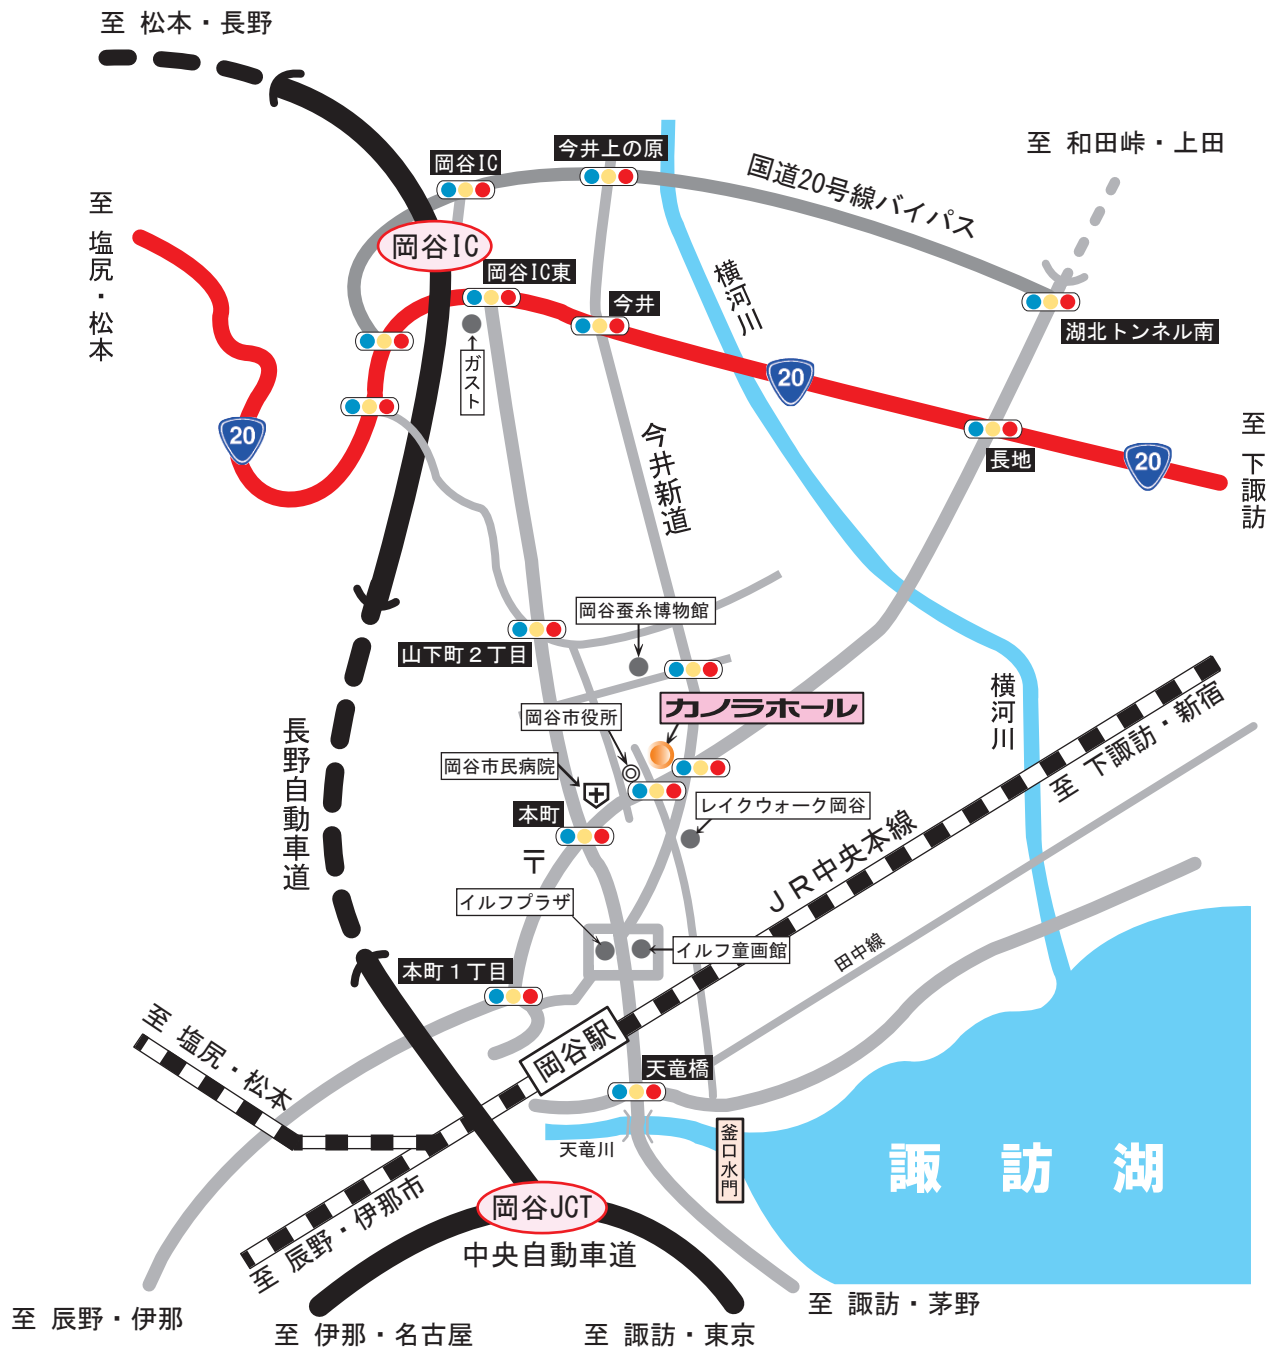 至 松本・長野
今井上の原
岡谷IC
至 和田峠・上田
国道20号線バイパス
至 塩尻・松本
岡谷IC
岡谷IC東
横河川
今井
湖北トンネル南
ガスト
20
20
今井新道
至 下諏訪
長地
20
岡谷蚕糸博物館
山下町2丁目
カノラホール
横河川
至 下諏訪・新宿
岡谷市役所
長野自動車道
岡谷市民病院
本町
レイクウォーク岡谷
〒
JR中央本線
イルフプラザ
イルフ童画館
田中線
本町1丁目
至 塩尻・松本
岡谷駅
天竜橋
天竜川
釜口水門
諏訪湖
至 辰野・伊那市
岡谷JCT
中央自動車道
至 辰野・伊那
至 伊那・名古屋
至 諏訪・東京
至 諏訪・茅野